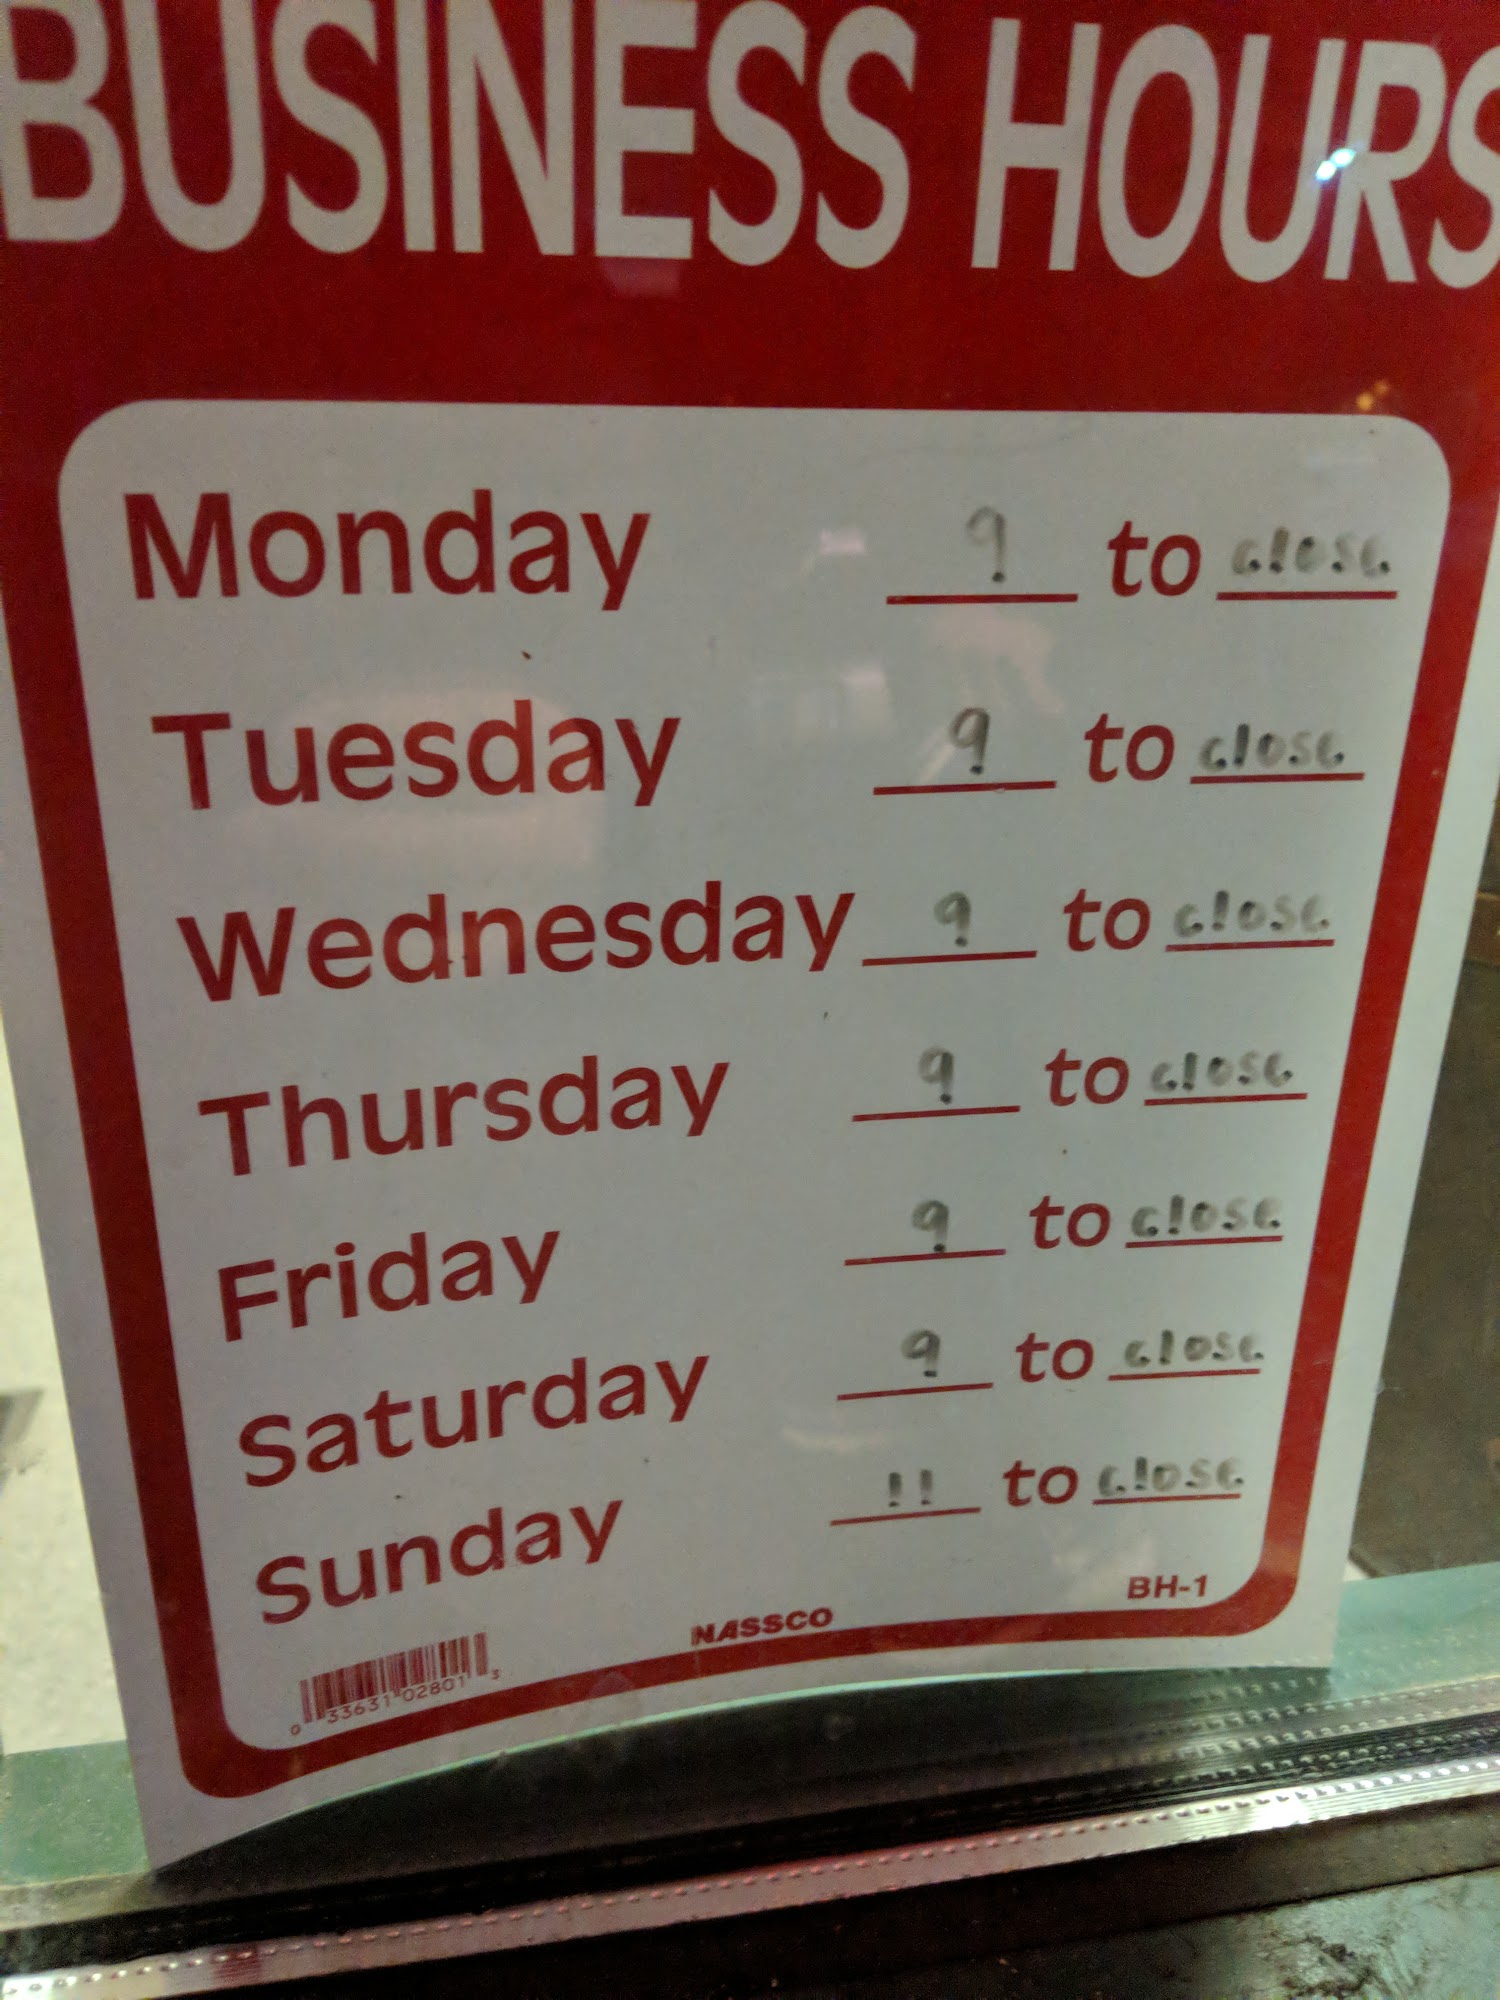 BUSINESS HOURS
Monday 9 to close
Tuesday 9 to close
Wednesday 9 to close
Thursday 9 to close
Friday 9 to close
Saturday 9 to close
Sunday 11 to close
BH-1
NASSCO
0 33631 02801 3